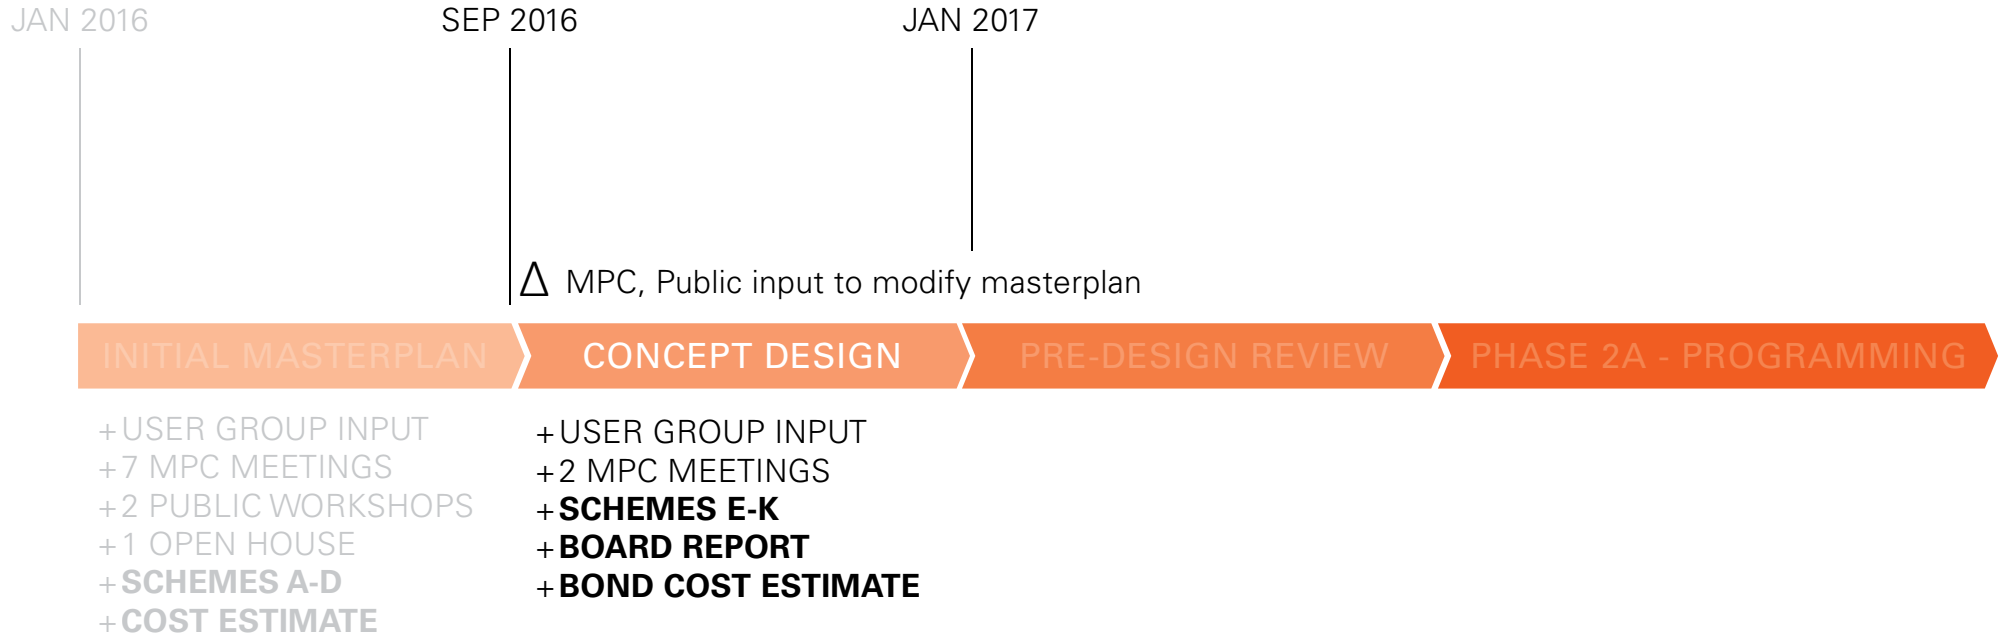 JAN 2016
SEP 2016
JAN 2017
Δ MPC, Public input to modify masterplan
INITIAL MASTERPLAN
CONCEPT DESIGN
PRE-DESIGN REVIEW
PHASE 2A - PROGRAMMING
+USER GROUP INPUT
+7 MPC MEETINGS
+2 PUBLIC WORKSHOPS
+1 OPEN HOUSE
+SCHEMES A-D
+COST ESTIMATE
+USER GROUP INPUT
+2 MPC MEETINGS
+SCHEMES E-K
+BOARD REPORT
+BOND COST ESTIMATE